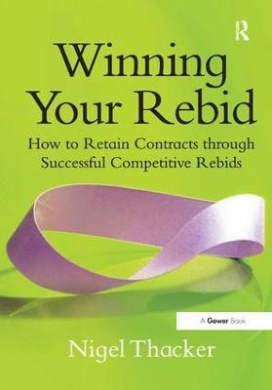 R
Winning
Your Rebid
How to Retain Contracts through
Successful Competitive Rebids
A Gower Book
Nigel Thacker